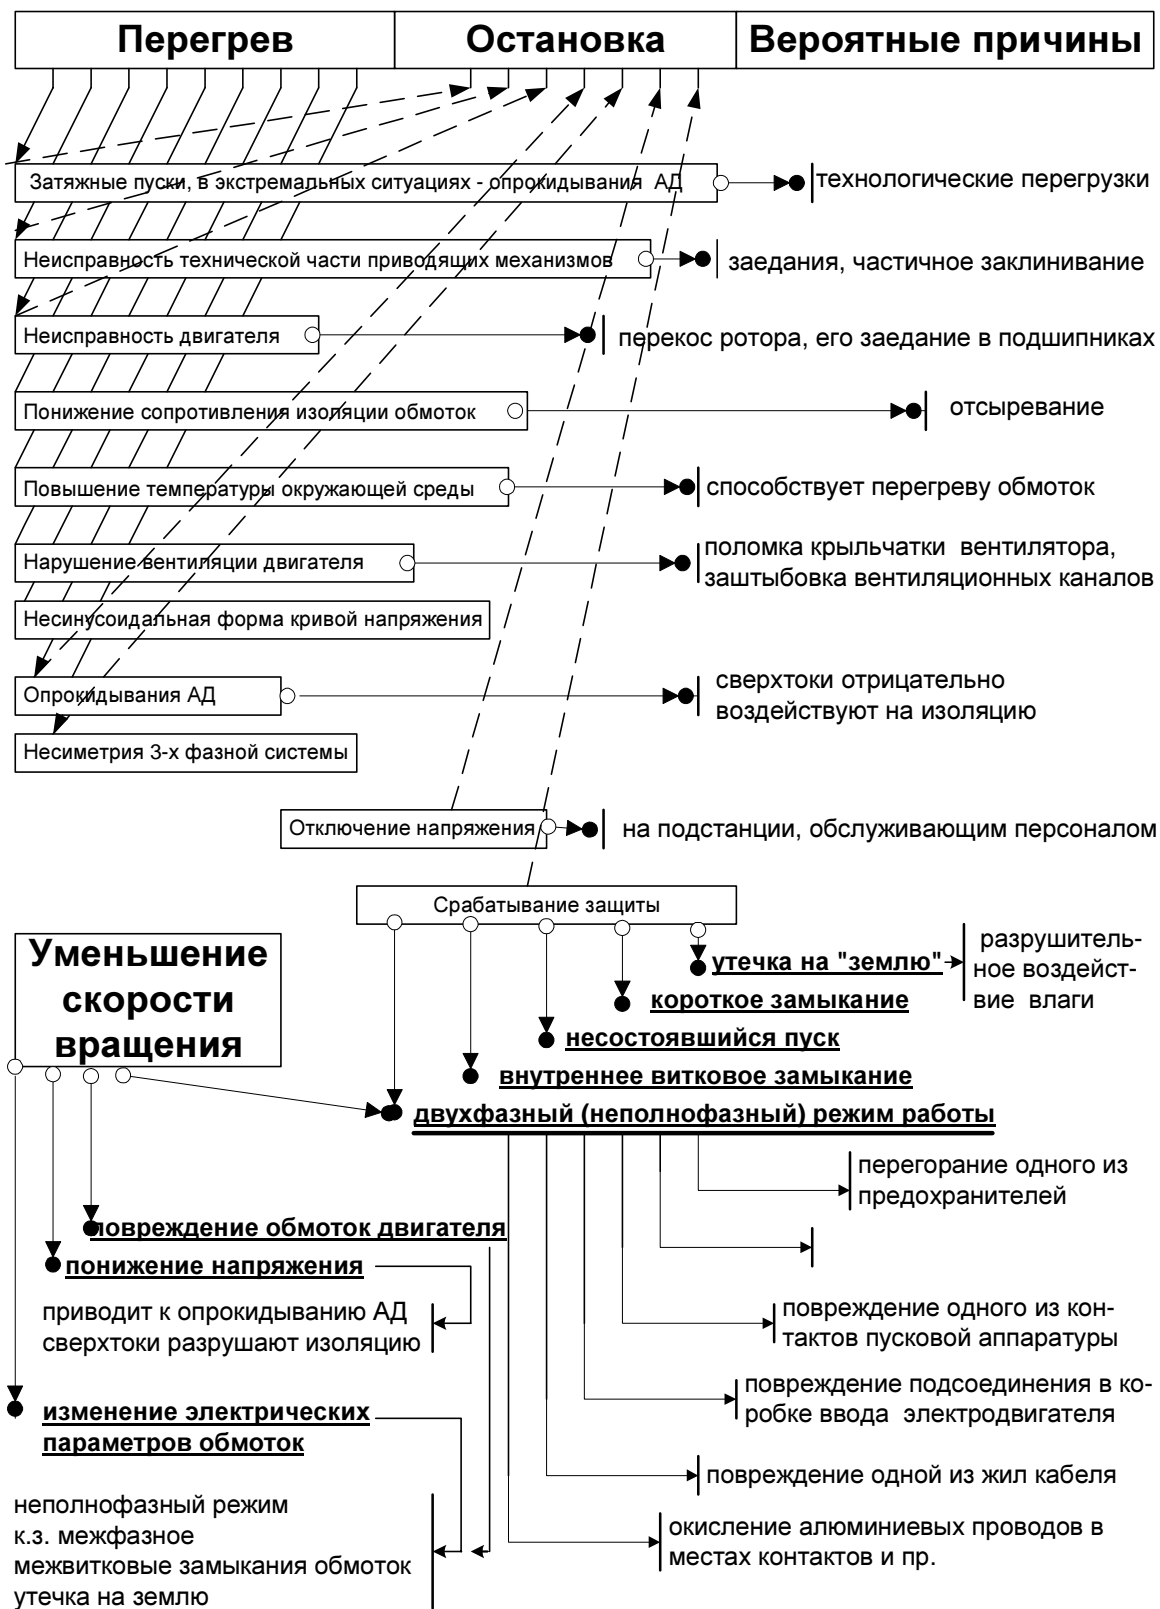 Перегрев
Остановка
Вероятные причины
Затяжные пуски, в экстремальных ситуациях - опрокидывания АД
технологические перегрузки
Неисправность технической части приводящих механизмов
заедания, частичное заклинивание
Неисправность двигателя
перекос ротора, его заедание в подшипниках
Понижение сопротивления изоляции обмоток
отсыревание
Повышение температуры окружающей среды
способствует перегреву обмоток
Нарушение вентиляции двигателя
поломка крыльчатки вентилятора,
заштыбовка вентиляционных каналов
Несинусоидальная форма кривой напряжения
Опрокидывания АД
сверхтоки отрицательно
воздействуют на изоляцию
Несиметрия 3-х фазной системы
Отключение напряжения
на подстанции, обслуживающим персоналом
Срабатывание защиты
Уменьшение
скорости
вращения
утечка на "землю"
разрушитель-
ное воздейст-
вие влаги
короткое замыкание
несостоявшийся пуск
внутреннее витковое замыкание
двухфазный (неполнофазный) режим работы
перегорание одного из
предохранителей
повреждение обмоток двигателя
понижение напряжения
приводит к опрокидыванию АД
сверхтоки разрушают изоляцию
повреждение одного из кон-
тактов пусковой аппаратуры
повреждение подсоединения в ко-
робке ввода электродвигателя
изменение электрических
параметров обмоток
повреждение одной из жил кабеля
неполнофазный режим
к.з. межфазное
межвитковые замыкания обмоток
утечка на землю
окисление алюминиевых проводов в
местах контактов и пр.